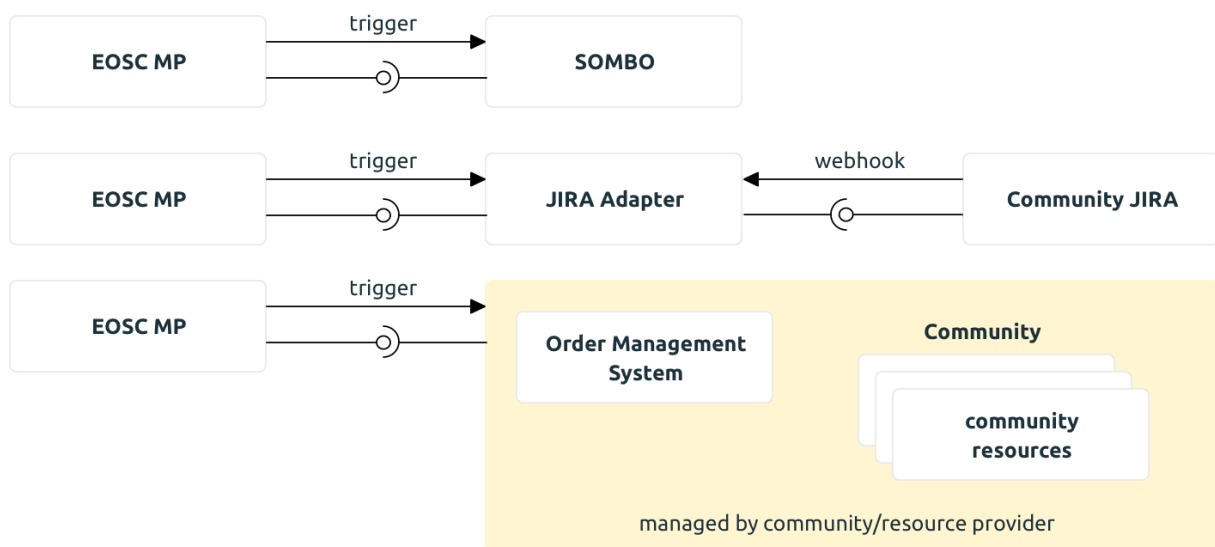 trigger
EOSC MP
SOMBO
trigger
webhook
EOSC MP
JIRA Adapter
Community JIRA
trigger
EOSC MP
Order Management
System
Community
community
resources
managed by community/resource provider